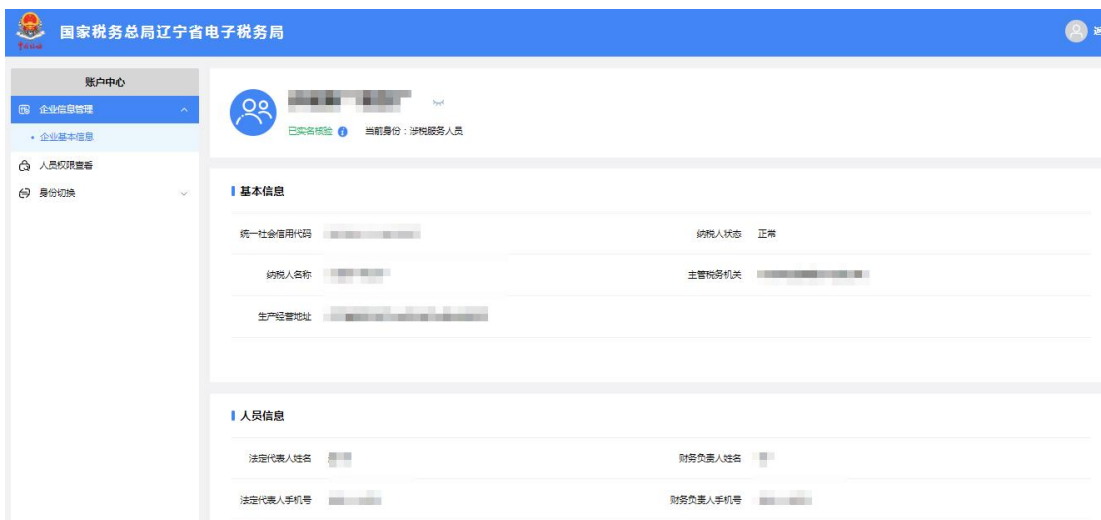 国家税务总局辽宁省电子税务局
账户中心
企业信息管理
企业基本信息
人员权限查看
身份切换
已实名核验 当前身份：涉税服务人员
基本信息
统一社会信用代码
纳税人状态 正常
纳税人名称
主管税务机关
生产经营地址
人员信息
法定代表人姓名
财务负责人姓名
法定代表人手机号
财务负责人手机号